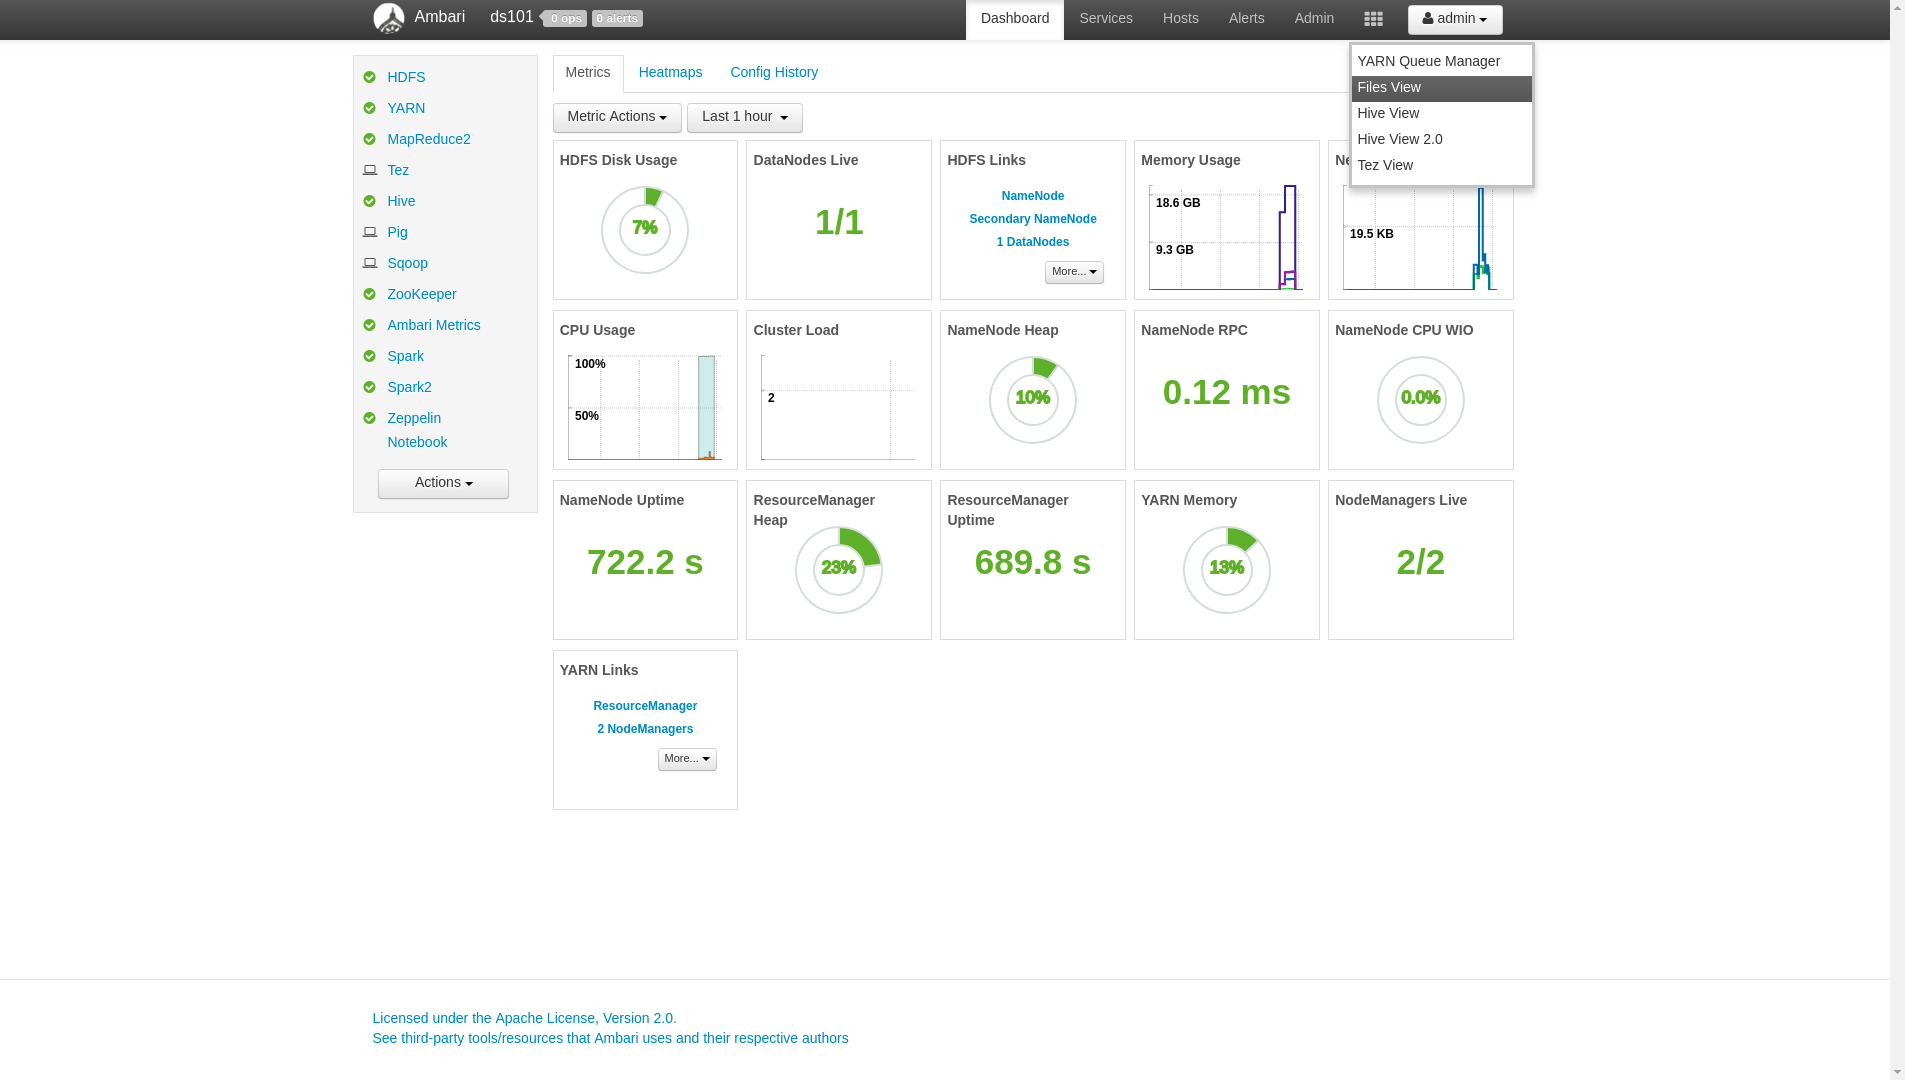 Ambari
ds101
0 ops
0 alerts
Dashboard
Services
Hosts
Alerts
Admin
admin
YARN Queue Manager
Files View
Hive View
Hive View 2.0
Tez View
HDFS
YARN
MapReduce2
Tez
Hive
Pig
Sqoop
ZooKeeper
Ambari Metrics
Spark
Spark2
Zeppelin
Notebook
Actions
Metrics
Heatmaps
Config History
Metric Actions
Last 1 hour
HDFS Disk Usage
7%
DataNodes Live
1/1
HDFS Links
NameNode
Secondary NameNode
1 DataNodes
More...
Memory Usage
18.6 GB
9.3 GB
19.5 KB
CPU Usage
100%
50%
Cluster Load
2
NameNode Heap
10%
NameNode RPC
0.12 ms
NameNode CPU WIO
0.0%
NameNode Uptime
722.2 s
ResourceManager
Heap
23%
ResourceManager
Uptime
689.8 s
YARN Memory
13%
NodeManagers Live
2/2
YARN Links
ResourceManager
2 NodeManagers
More...
Licensed under the Apache License, Version 2.0.
See third-party tools/resources that Ambari uses and their respective authors